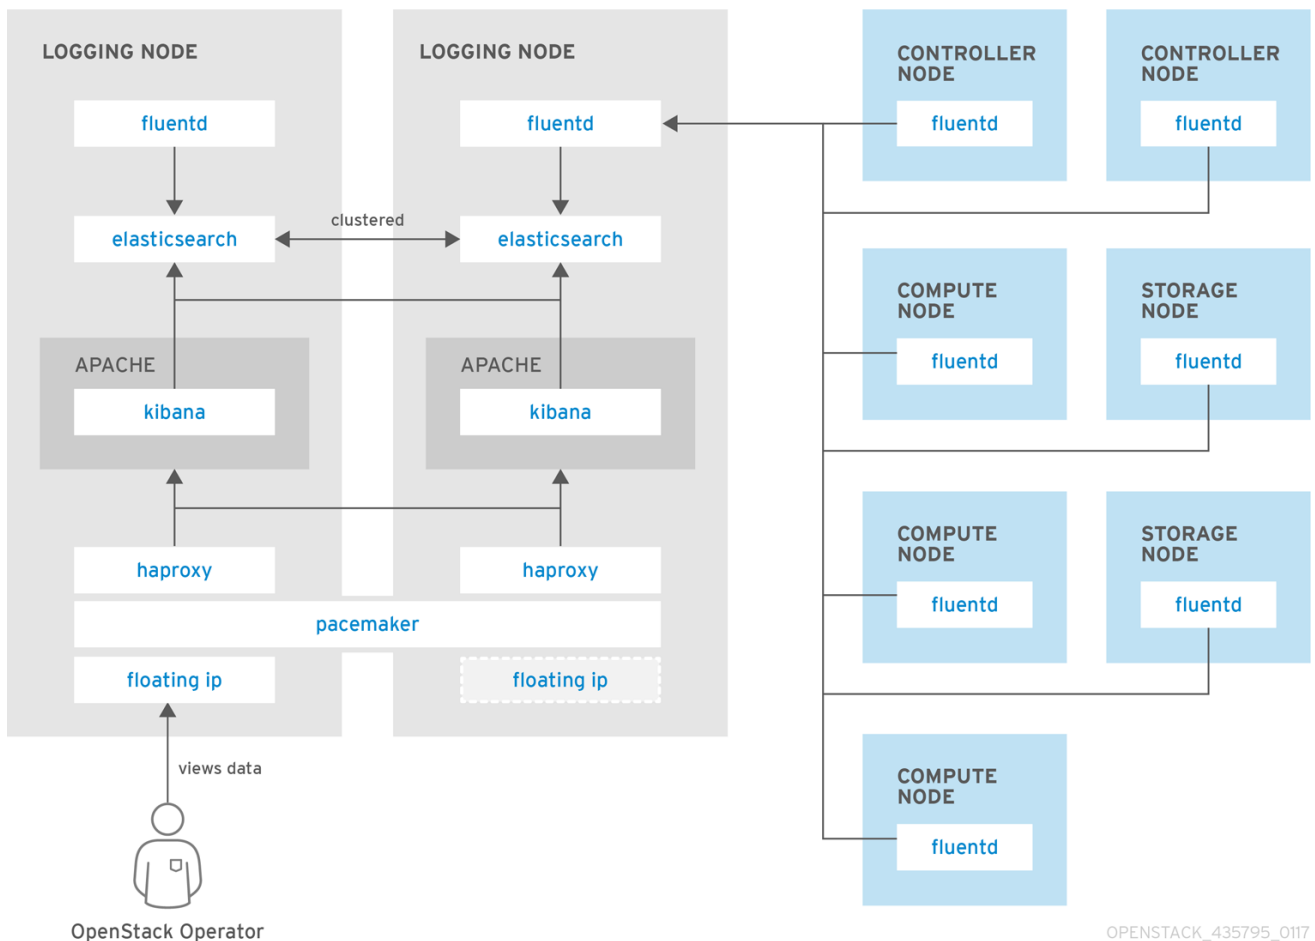 LOGGING NODE
fluentd
elasticsearch
APACHE
kibana
haproxy
LOGGING NODE
fluentd
clustered
elasticsearch
APACHE
kibana
haproxy
pacemaker
floating ip
floating ip
views data
OpenStack Operator
CONTROLLER
NODE
fluentd
CONTROLLER
NODE
fluentd
COMPUTE
NODE
fluentd
STORAGE
NODE
fluentd
COMPUTE
NODE
fluentd
STORAGE
NODE
fluentd
COMPUTE
NODE
fluentd
OPENSTACK_435795_0117